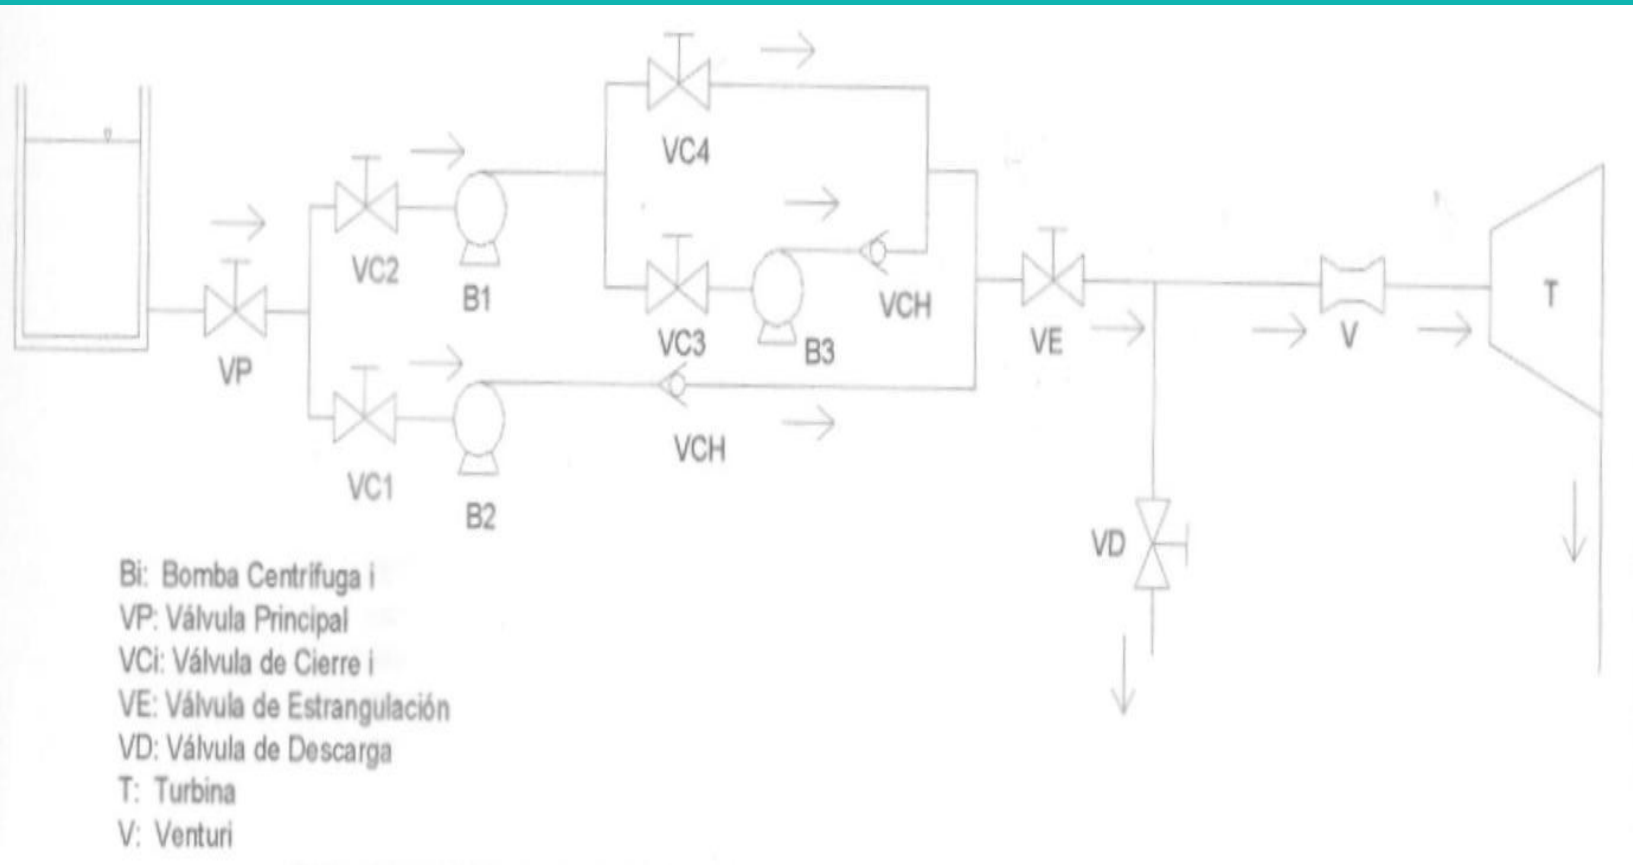 VC4
VC2
B1
VCH
T
VP
VC3
B3
VE
V
VCH
VC1
B2
VD
Bi: Bomba Centrífuga i
VP: Válvula Principal
VCi: Válvula de Cierre i
VE: Válvula de Estrangulación
VD: Válvula de Descarga
T: Turbina
V: Venturi